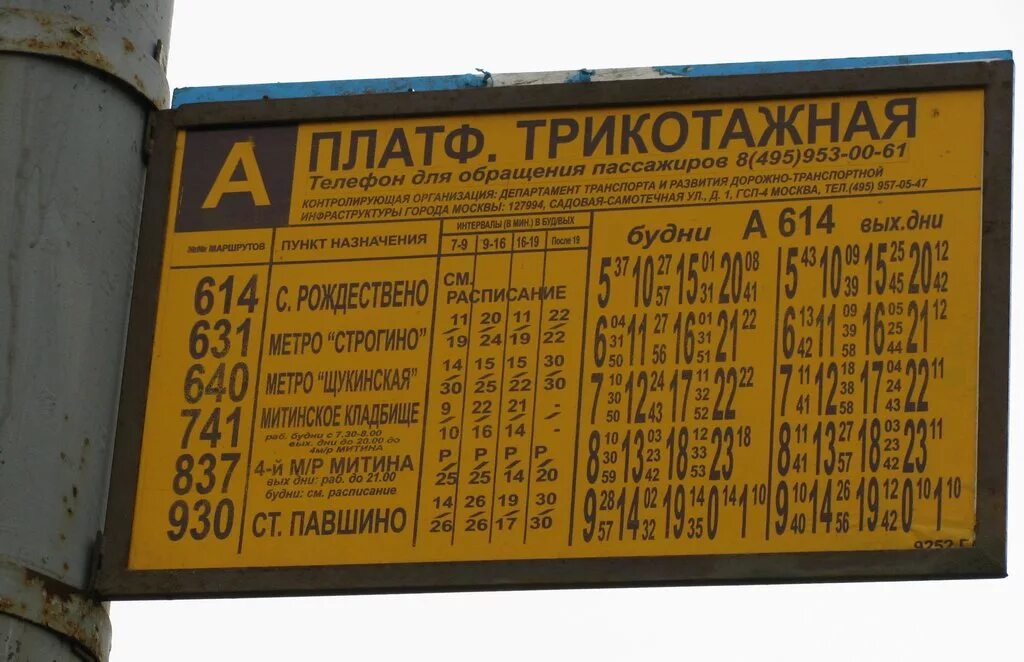 А
ПЛАТФ. ТРИКОТАЖНАЯ
Телефон для обращения пассажиров 8(495)953-00-61
КОНТРОЛИРУЮЩАЯ ОРГАНИЗАЦИЯ: ДЕПАРТАМЕНТ ТРАНСПОРТА И РАЗВИТИЯ ДОРОЖНО-ТРАНСПОРТНОЙ
ИНФРАСТРУКТУРЫ ГОРОДА МОСКВЫ: 127994, САДОВАЯ-САМОТЕЧНАЯ УЛ., Д. 1, ГСП-4 МОСКВА, ТЕЛ.(495) 957-05-47
№№ МАРШРУТОВ ПУНКТ НАЗНАЧЕНИЯ ИНТЕРВАЛЫ (В МИН.) В БУД/ВЫХ
7-9 9-16 16-19 После 19
614 С. РОЖДЕСТВЕНО СМ. РАСПИСАНИЕ
631 МЕТРО "СТРОГИНО" 11/19 20/24 11/19 22/22
640 МЕТРО "ЩУКИНСКАЯ" 14/30 15/25 15/22 30/30
741 МИТИНСКОЕ КЛАДБИЩЕ 9/10 22/16 21/14 -/-
раб. будни с 7.30-8.00
вых. дни до 20.00 до
4м/р МИТИНА
837 4-й М/Р МИТИНА Р/25 Р/25 Р/14 Р/20
вых дни: раб. до 21.00
будни: см. расписание
930 СТ. ПАВШИНО 14/26 26/26 19/17 30/30
будни А 614 вых. дни
5 37 10 27 57 15 01 31 20 08 41
6 04 31 50 11 27 56 16 01 31 51 21 22
7 10 30 50 12 24 43 17 11 32 52 22 22
8 10 30 59 13 03 23 42 18 13 33 53 23 18
9 28 57 14 02 32 19 14 35 0 14 1 10
5 43 10 09 39 15 25 45 20 12 42
6 13 42 11 09 39 58 16 05 25 44 21 12
7 11 41 12 18 38 58 17 04 24 43 22 11
8 11 41 13 27 57 18 03 23 42 23 11
9 10 40 14 26 56 19 12 42 0 10 1 10
9252 Г